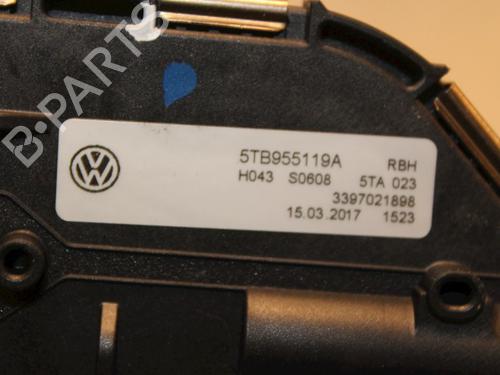 B-PARTS
5TB955119A RBH
H043 S0608 5TA 023
3397021898
15.03.2017 1523